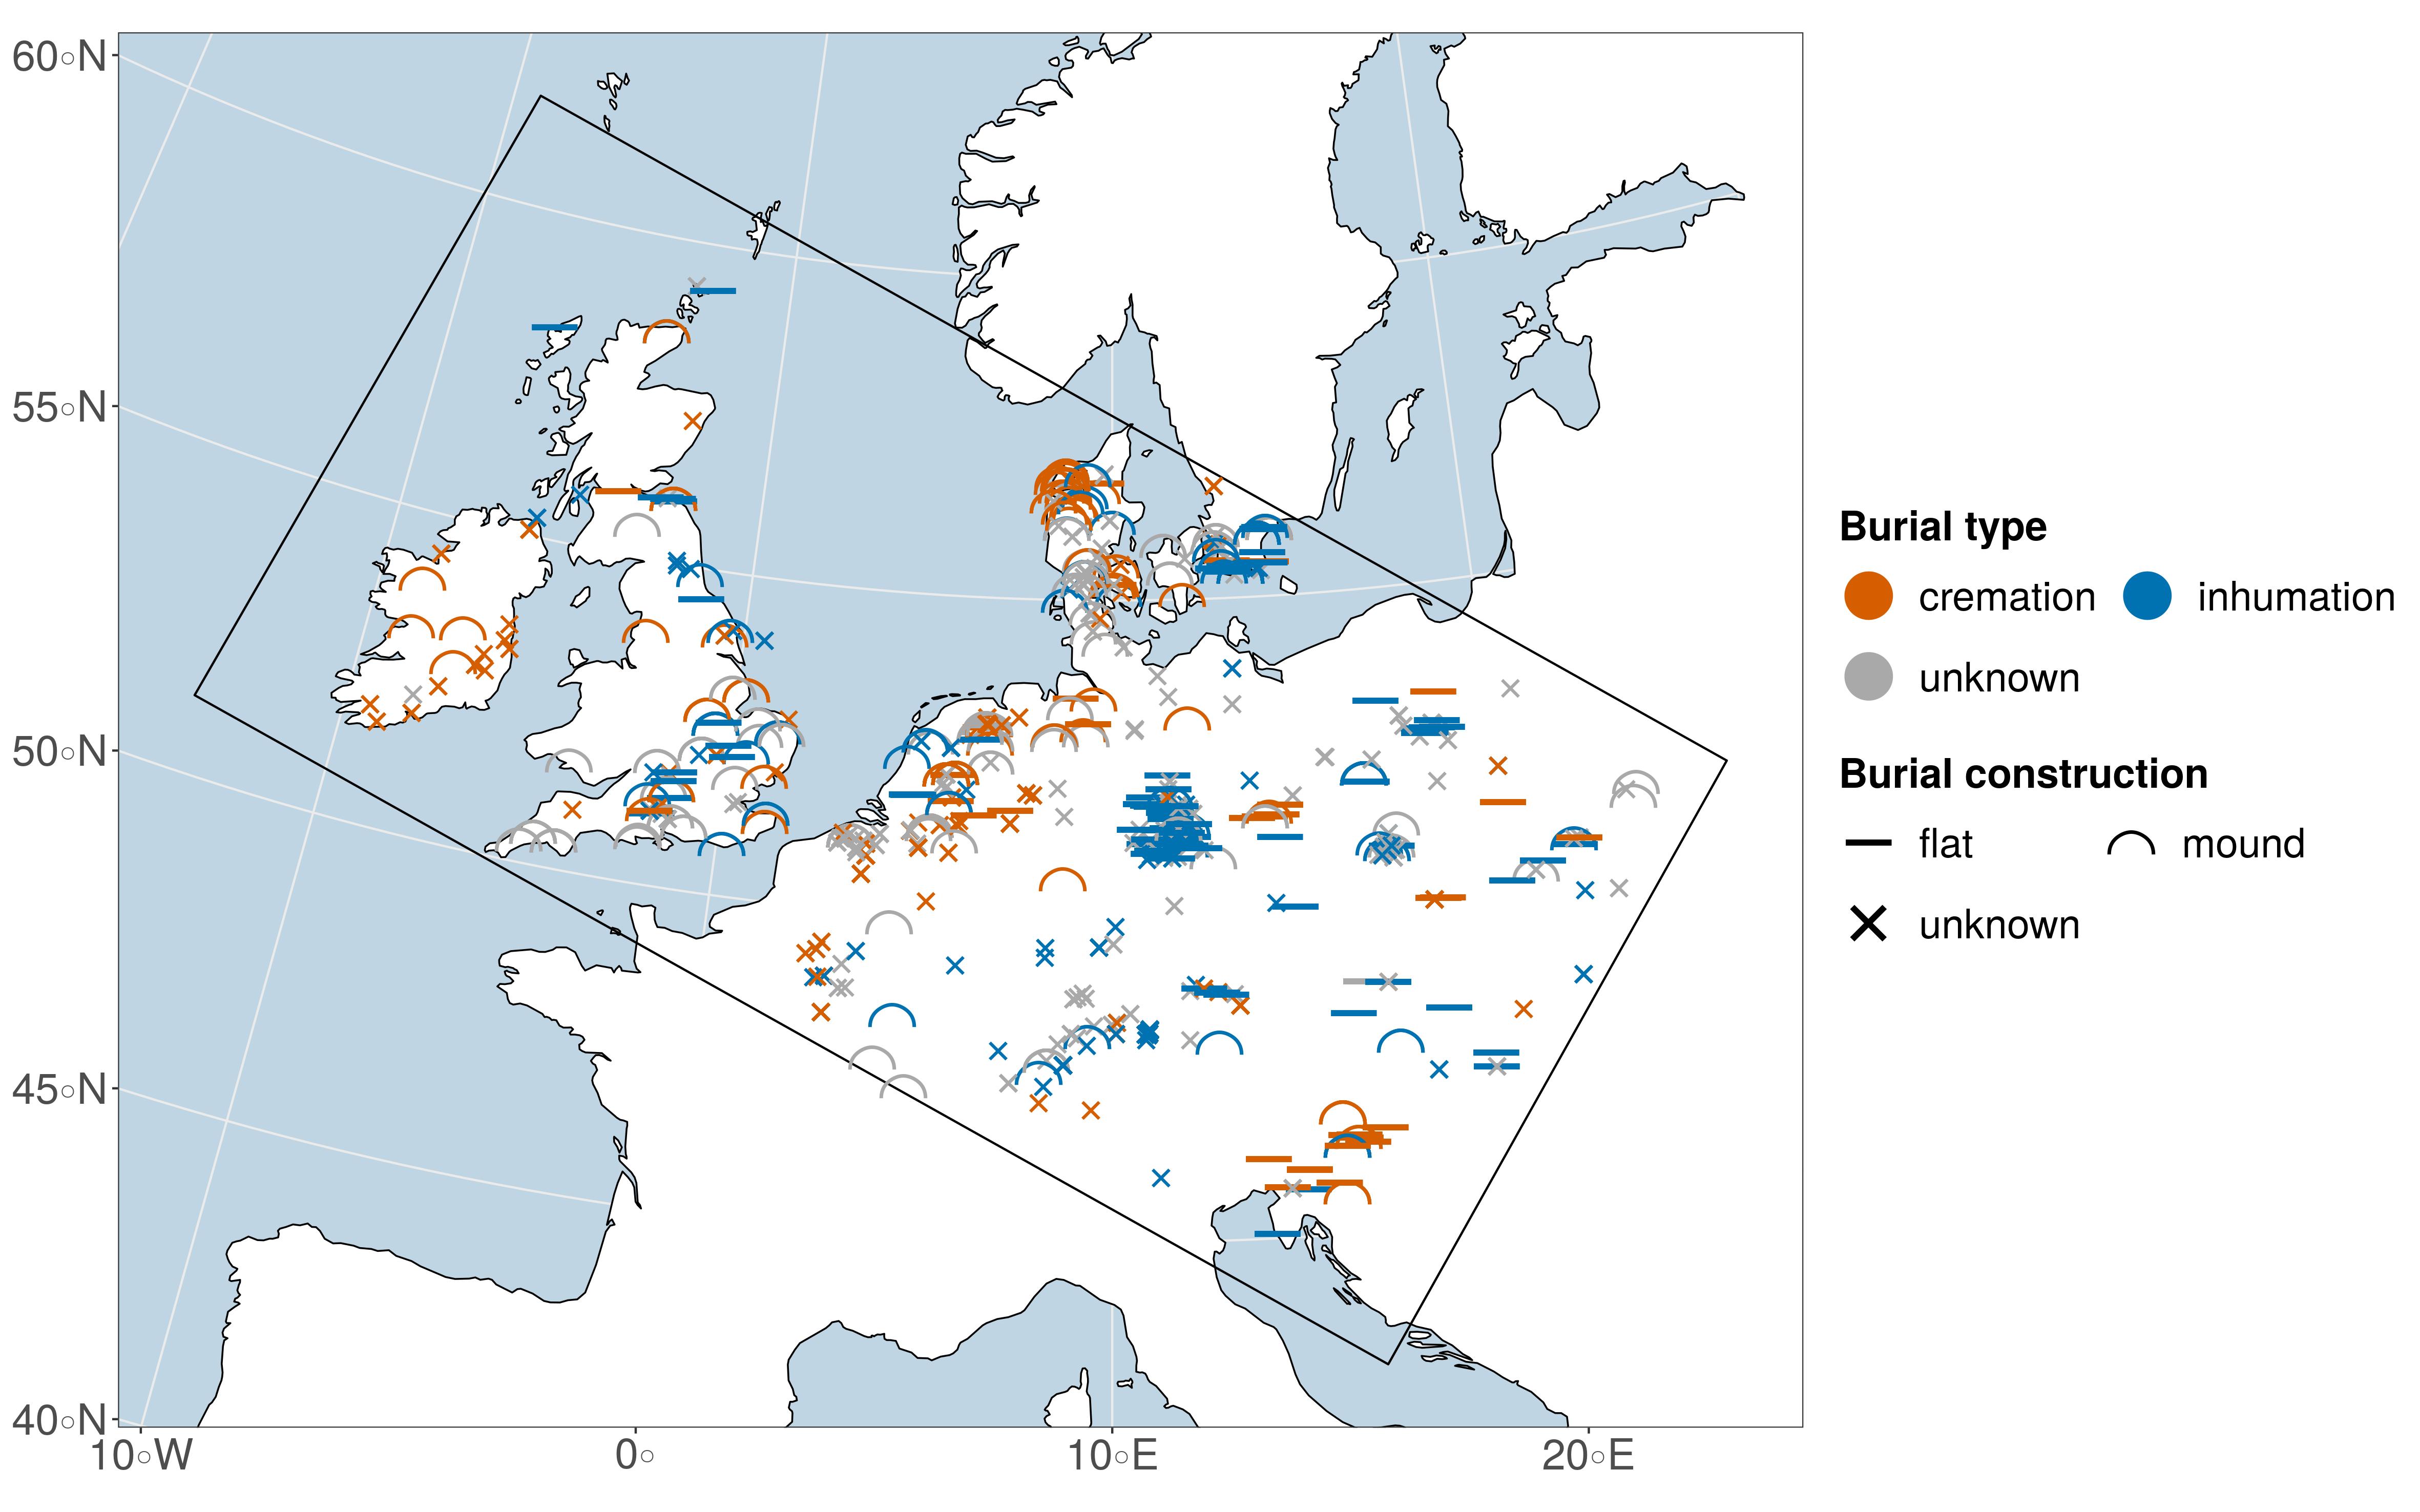 60◦N
55◦N
50◦N
45◦N
40◦N
10◦W 0◦ 10◦E 20◦E
Burial type
cremation inhumation
unknown
Burial construction
flat mound
unknown